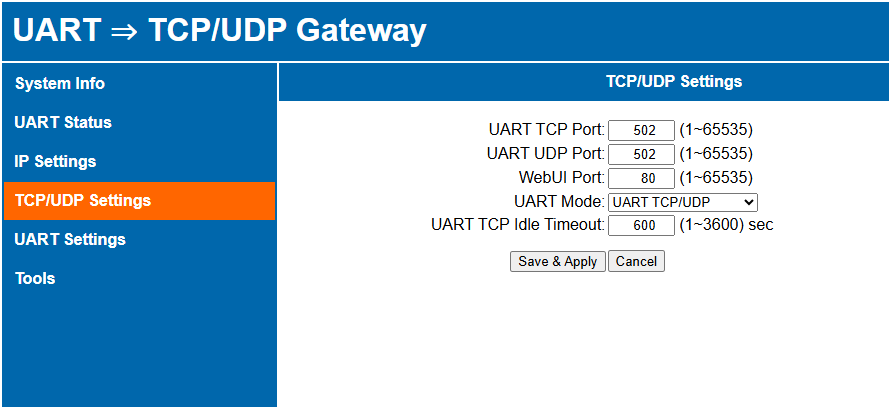 UART ⇒ TCP/UDP Gateway
System Info
UART Status
IP Settings
TCP/UDP Settings
UART Settings
Tools
TCP/UDP Settings
UART TCP Port: 502 (1~65535)
UART UDP Port: 502 (1~65535)
WebUI Port: 80 (1~65535)
UART Mode: UART TCP/UDP
UART TCP Idle Timeout: 600 (1~3600) sec
Save & Apply Cancel